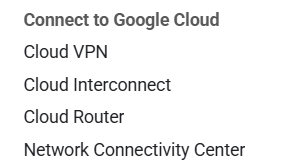 Connect to Google Cloud
Cloud VPN
Cloud Interconnect
Cloud Router
Network Connectivity Center